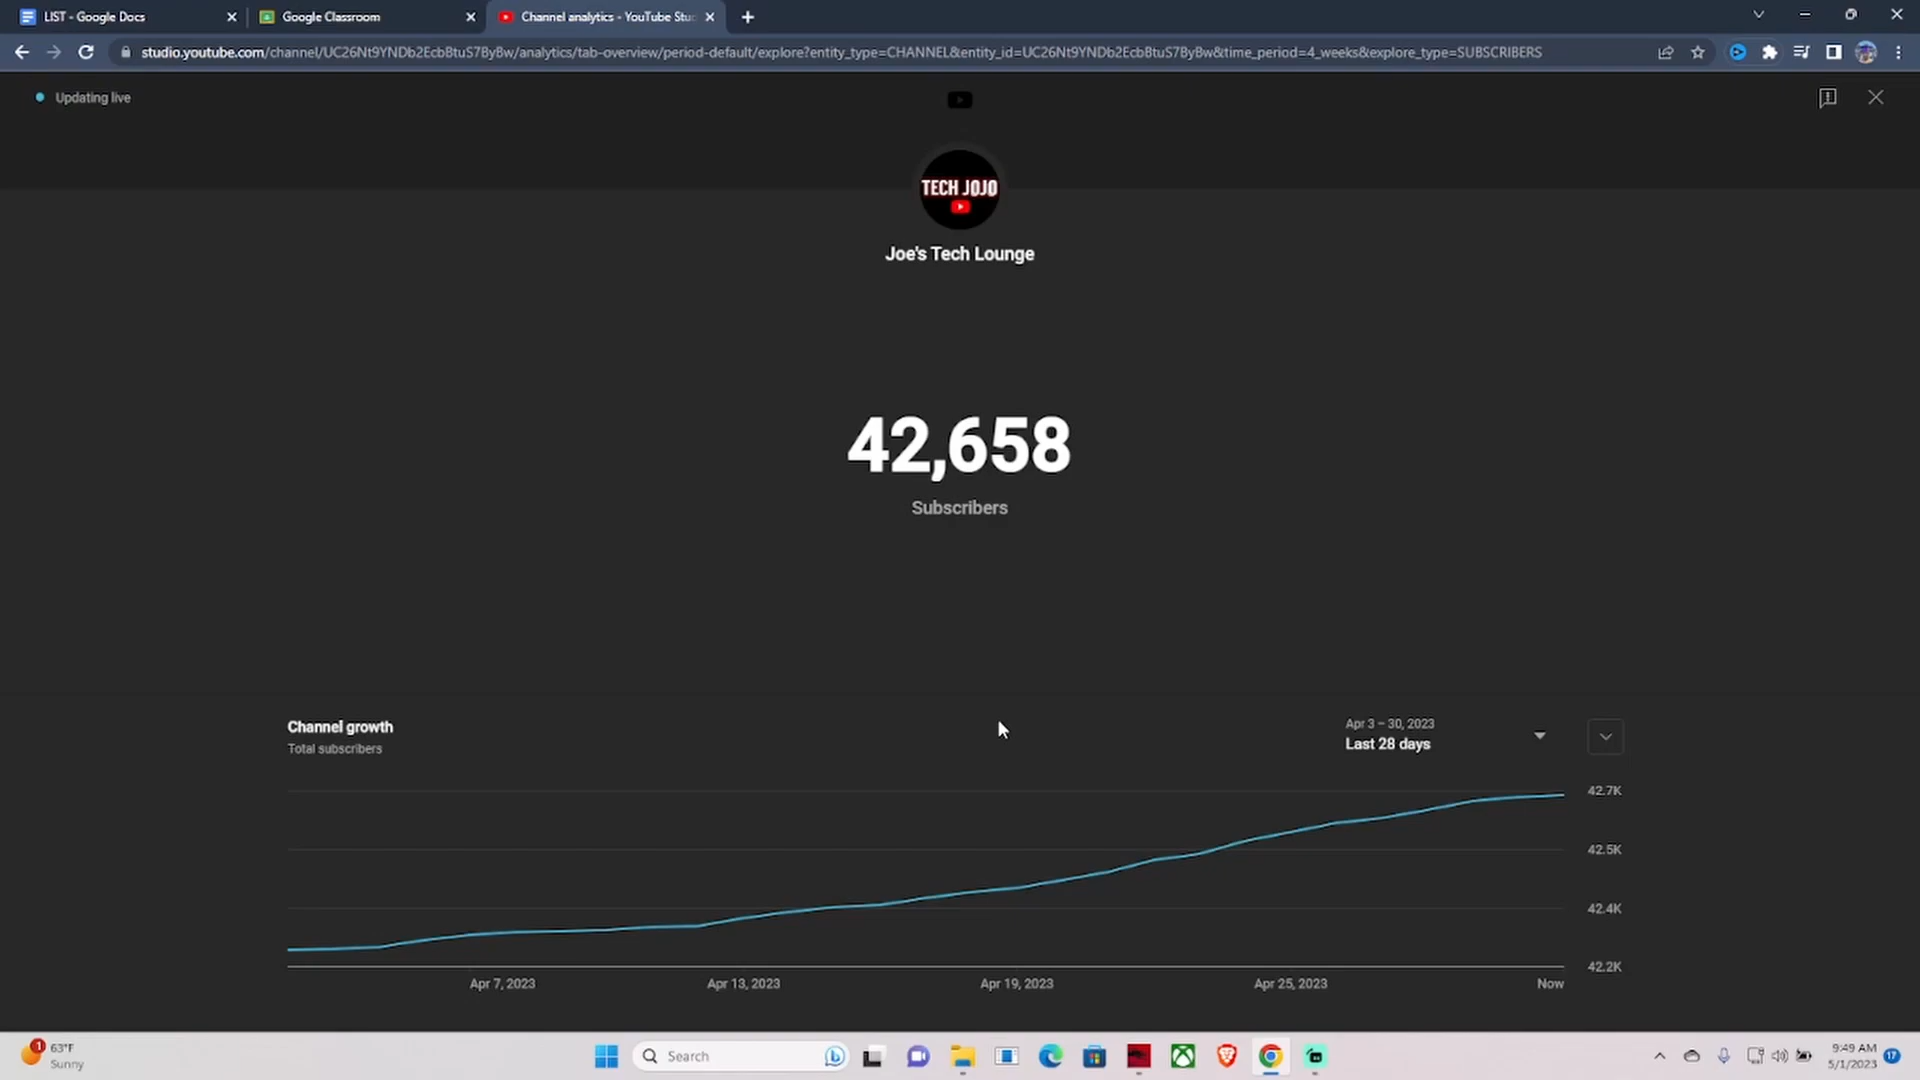 LIST - Google Docs
Google Classroom
Channel analytics - YouTube Stu
studio.youtube.com/channel/UC26Nt9YNDb2EcbBtuS7ByBw/analytics/tab-overview/period-default/explore?entity_type=CHANNEL&entity_id=UC26Nt9YNDb2EcbBtuS7ByBw&time_period=4_weeks&explore_type=SUBSCRIBERS
Updating live
TECH JOJO
Joe's Tech Lounge
42,658
Subscribers
Channel growth
Total subscribers
Apr 3 – 30, 2023
Last 28 days
42.7K
42.5K
42.4K
42.2K
Apr 7, 2023
Apr 13, 2023
Apr 19, 2023
Apr 25, 2023
Now
1
63°F
Sunny
Search
9:49 AM
5/1/2023
17